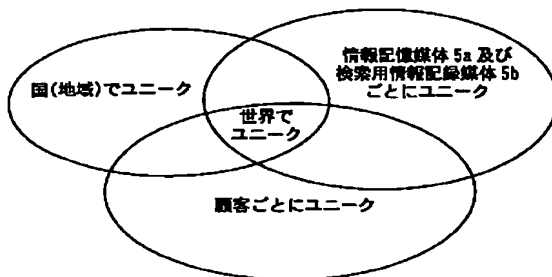 国(地域)でユニーク
情報記憶媒体 5a 及び
検索用情報記録媒体 5b
ごとにユニーク
世界で
ユニーク
顧客ごとにユニーク